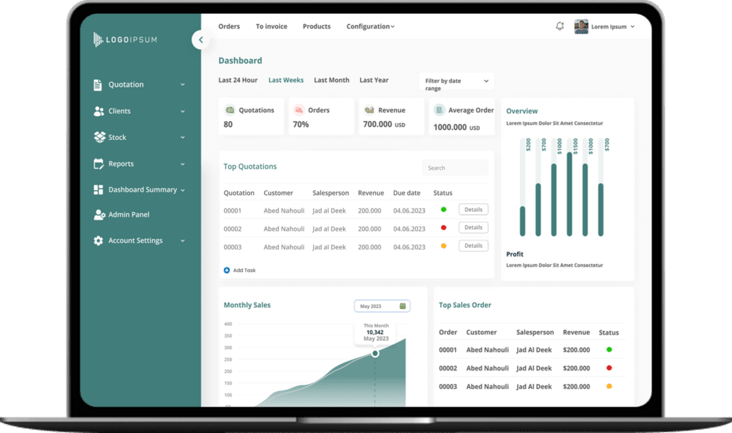 LOGOIPSUM
Orders To invoice Products Configuration
Lorem Ipsum
Quotation
Clients
Stock
Reports
Dashboard Summary
Admin Panel
Account Settings
Dashboard
Last 24 Hour Last Weeks Last Month Last Year
Filter by date
range
Quotations
80
Orders
70%
Revenue
700.000 USD
Average Order
1000.000 USD
Overview
Lorem Ipsum Dolor Sit Amet Consectetur
$200 $700 $1000 $1500 $1000 $700
Profit
Lorem Ipsum Dolor Sit Amet Consectetur
Top Quotations
Search
Quotation Customer Salesperson Revenue Due date Status
00001 Abed Nahouli Jad al Deek 200.000 04.06.2023 Details
00002 Abed Nahouli Jad al Deek 200.000 04.06.2023 Details
00003 Abed Nahouli Jad al Deek 200.000 04.06.2023 Details
Add Task
Monthly Sales
May 2023
This Month
10,342
May 2023
400
350
300
250
200
150
100
50
Top Sales Order
Order Customer Salesperson Revenue Status
00001 Abed Nahouli Jad Al Deek $200.000
00002 Abed Nahouli Jad Al Deek $200.000
00003 Abed Nahouli Jad Al Deek $200.000